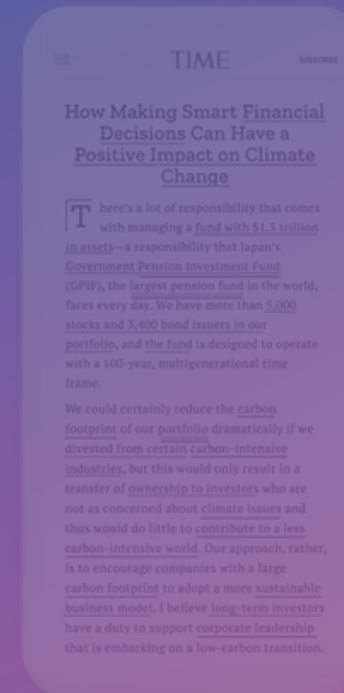 TIME
SUBSCRIBE
How Making Smart Financial
Decisions Can Have a
Positive Impact on Climate
Change
There's a lot of responsibility that comes
with managing a fund with $1.5 trillion
in assets—a responsibility that Japan's
Government Pension Investment Fund
(GPIF), the largest pension fund in the world,
faces every day. We have more than 5,000
stocks and 3,400 bond issuers in our
portfolio, and the fund is designed to operate
with a 100-year, multigenerational time
frame.
We could certainly reduce the carbon
footprint of our portfolio dramatically if we
divested from certain carbon-intensive
industries, but this would only result in a
transfer of ownership to investors who are
not as concerned about climate issues and
thus would do little to contribute to a less
carbon-intensive world. Our approach, rather,
is to encourage companies with a large
carbon footprint to adopt a more sustainable
business model. I believe long-term investors
have a duty to support corporate leadership
that is embarking on a low-carbon transition.